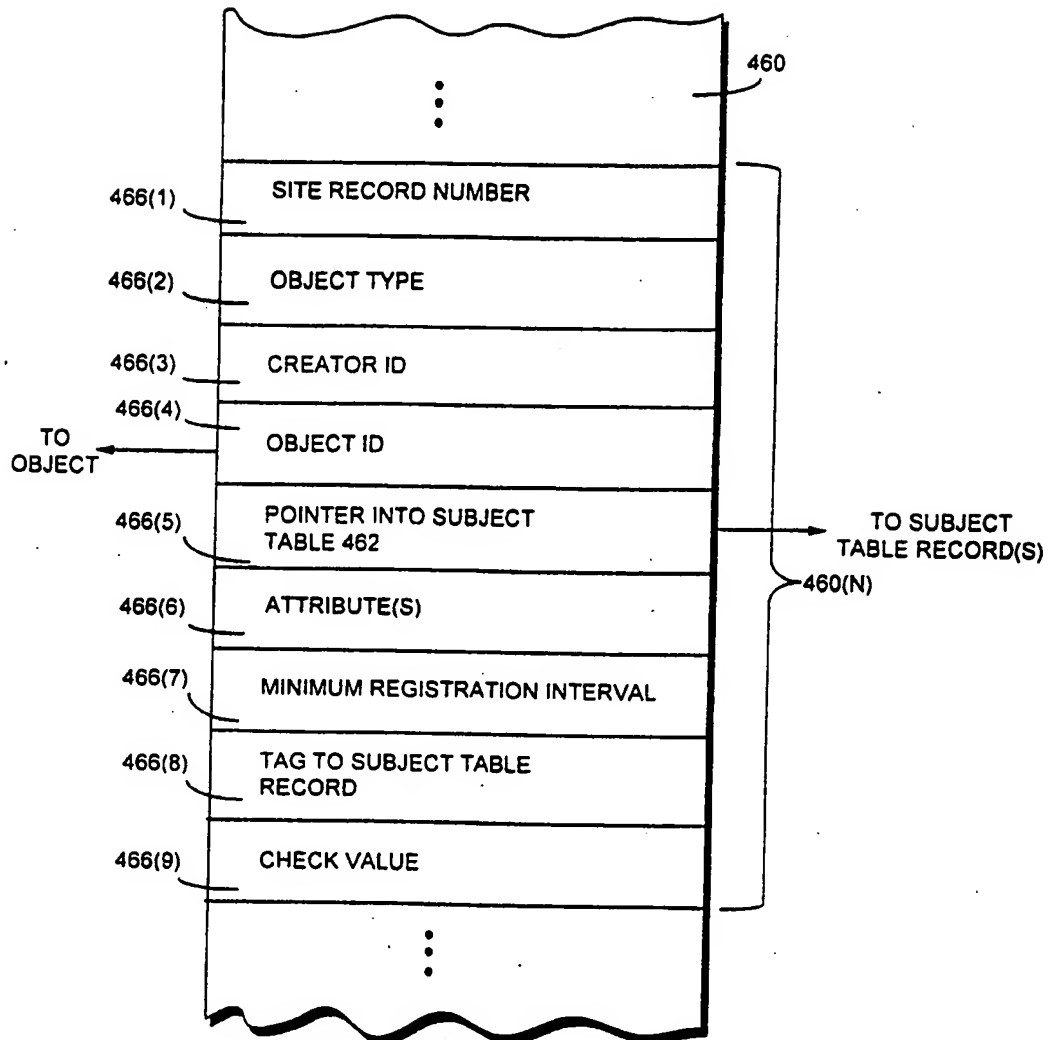 460
466(1)
SITE RECORD NUMBER
466(2)
OBJECT TYPE
466(3)
CREATOR ID
466(4)
TO
OBJECT
OBJECT ID
466(5)
POINTER INTO SUBJECT
TABLE 462
TO SUBJECT
TABLE RECORD(S)
460(N)
466(6)
ATTRIBUTE(S)
466(7)
MINIMUM REGISTRATION INTERVAL
466(8)
TAG TO SUBJECT TABLE
RECORD
466(9)
CHECK VALUE